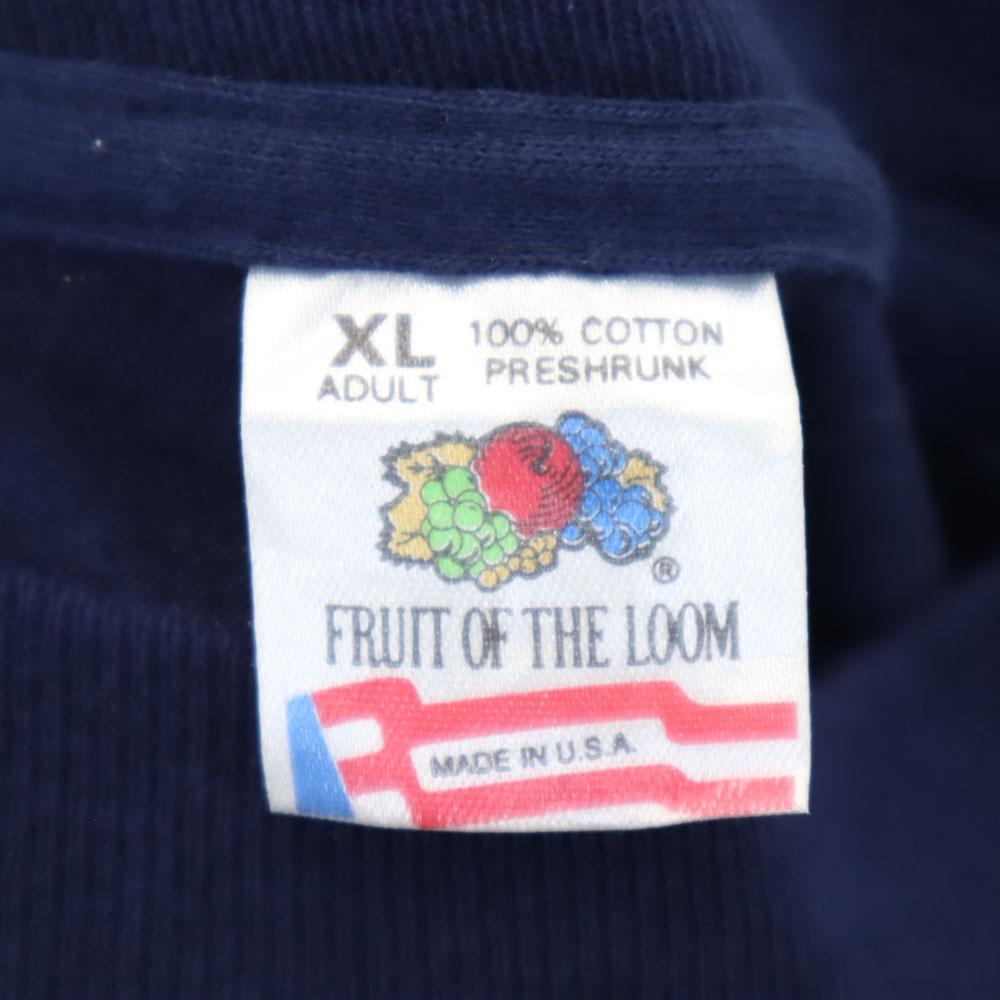 XL
ADULT
100% COTTON
PRESHRUNK
®
FRUIT OF THE LOOM
MADE IN U.S.A.